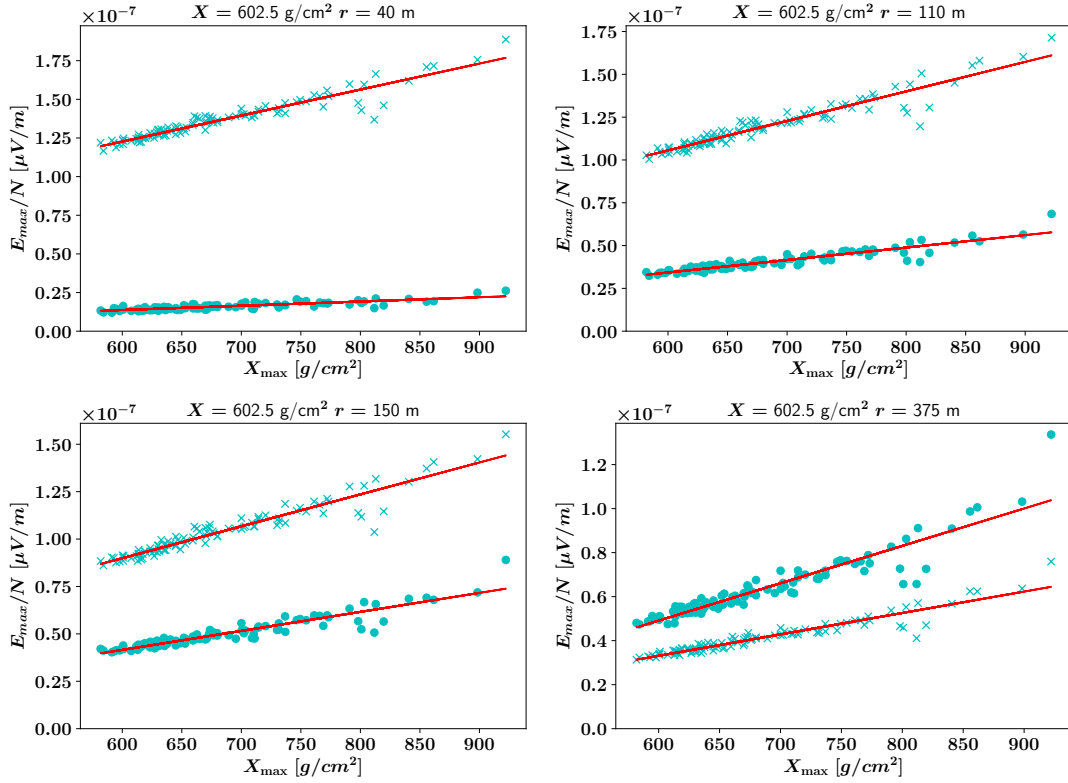 ×10⁻⁷ X = 602.5 g/cm² r = 40 m
1.75
1.50
1.25
1.00
0.75
0.50
0.25
0.00
E_max/N [μV/m]
600 650 700 750 800 850 900
X_max [g/cm²]
×10⁻⁷ X = 602.5 g/cm² r = 110 m
1.75
1.50
1.25
1.00
0.75
0.50
0.25
0.00
E_max/N [μV/m]
600 650 700 750 800 850 900
X_max [g/cm²]
×10⁻⁷ X = 602.5 g/cm² r = 150 m
1.50
1.25
1.00
0.75
0.50
0.25
0.00
E_max/N [μV/m]
600 650 700 750 800 850 900
X_max [g/cm²]
×10⁻⁷ X = 602.5 g/cm² r = 375 m
1.2
1.0
0.8
0.6
0.4
0.2
0.0
E_max/N [μV/m]
600 650 700 750 800 850 900
X_max [g/cm²]